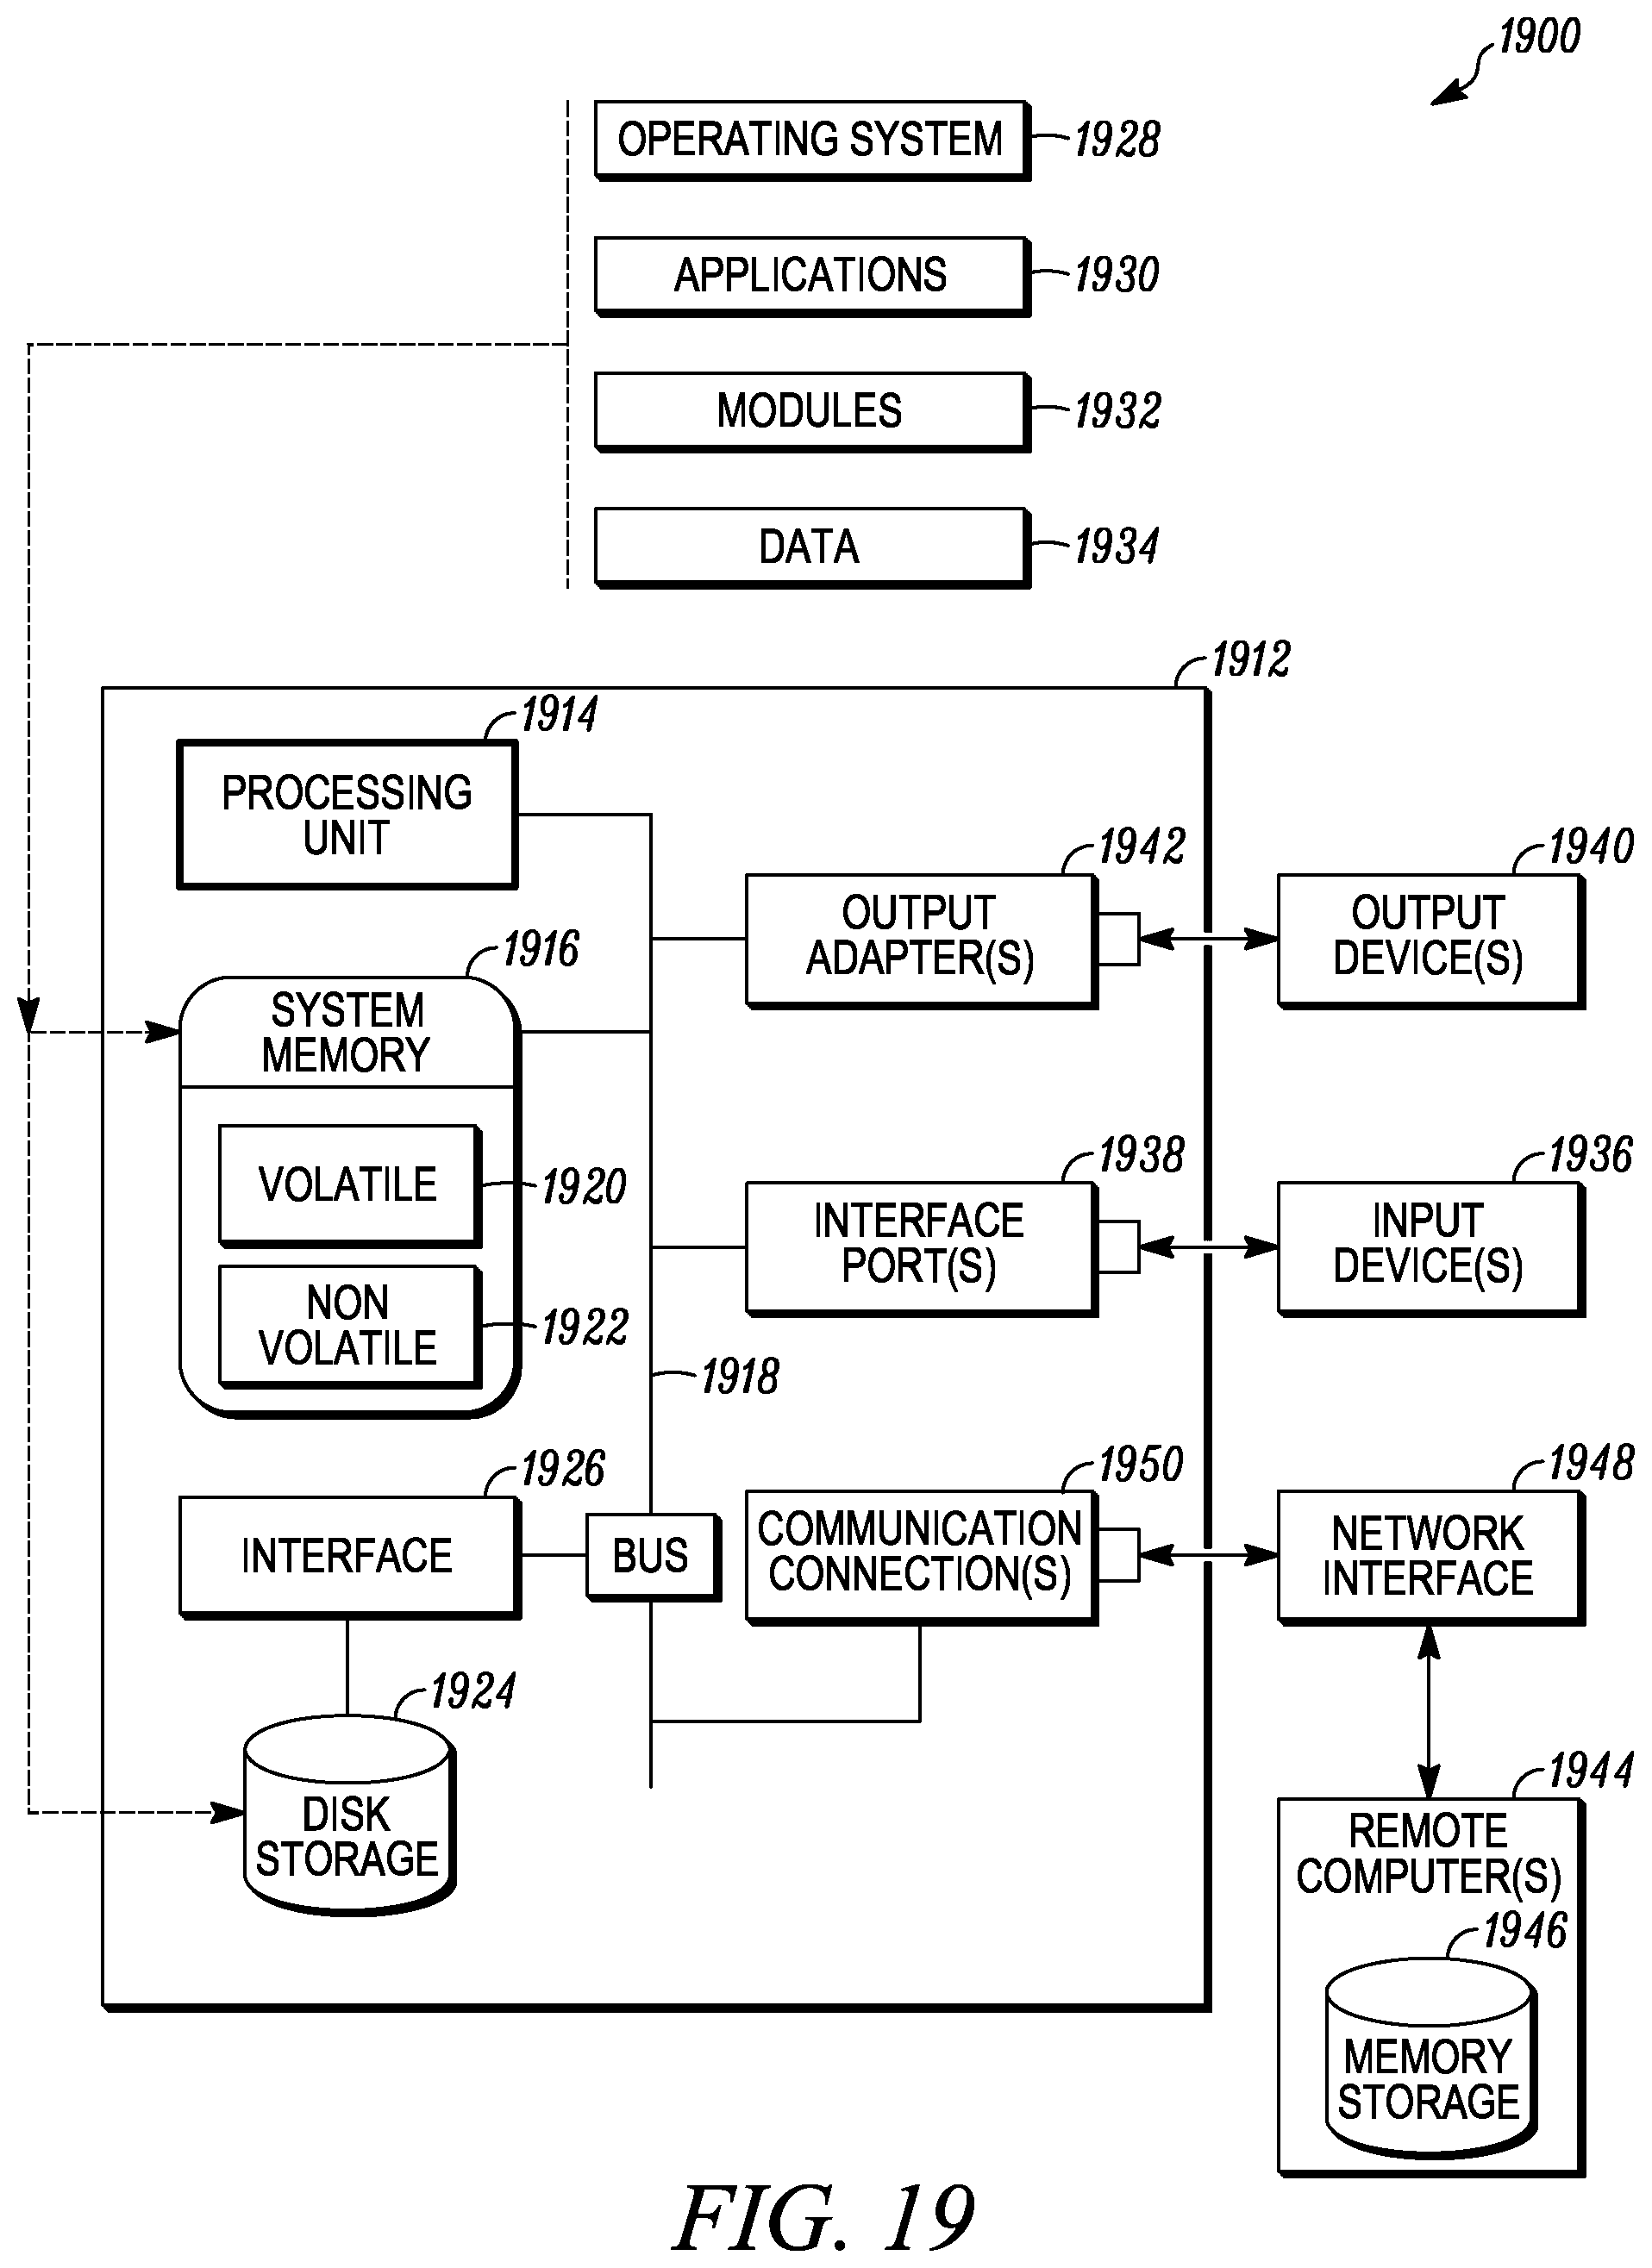 1900
OPERATING SYSTEM
1928
APPLICATIONS
1930
MODULES
1932
DATA
1934
1912
1914
PROCESSING
UNIT
1942
OUTPUT
ADAPTER(S)
1940
OUTPUT
DEVICE(S)
1916
SYSTEM
MEMORY
VOLATILE
1920
NON
VOLATILE
1922
1938
INTERFACE
PORT(S)
1936
INPUT
DEVICE(S)
1918
1926
INTERFACE
BUS
1950
COMMUNICATION
CONNECTION(S)
1948
NETWORK
INTERFACE
1924
DISK
STORAGE
1944
REMOTE
COMPUTER(S)
1946
MEMORY
STORAGE
FIG. 19